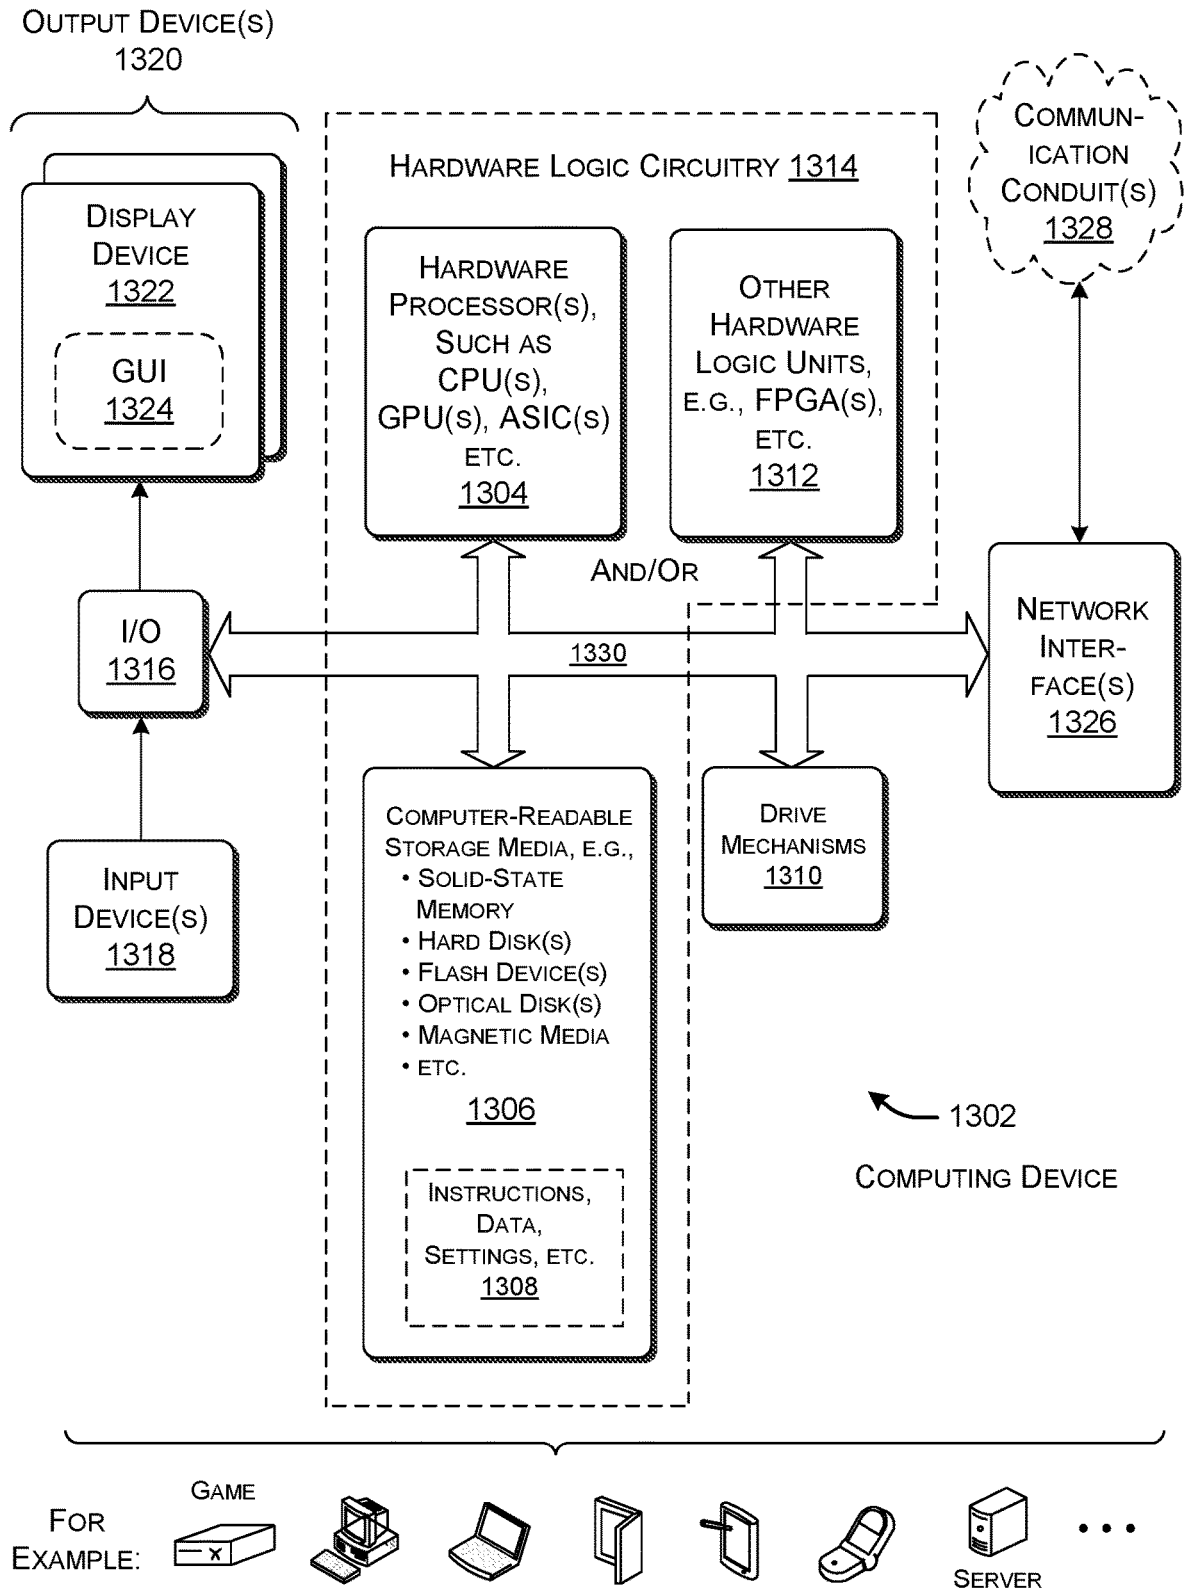 OUTPUT DEVICE(S)
1320
DISPLAY
DEVICE
1322
GUI
1324
I/O
1316
INPUT
DEVICE(S)
1318
HARDWARE LOGIC CIRCUITRY 1314
HARDWARE
PROCESSOR(S),
SUCH AS
CPU(S),
GPU(S), ASIC(S)
ETC.
1304
OTHER
HARDWARE
LOGIC UNITS,
E.G., FPGA(S),
ETC.
1312
AND/OR
1330
COMPUTER-READABLE
STORAGE MEDIA, E.G.,
• SOLID-STATE
MEMORY
• HARD DISK(S)
• FLASH DEVICE(S)
• OPTICAL DISK(S)
• MAGNETIC MEDIA
• ETC.
1306
INSTRUCTIONS,
DATA,
SETTINGS, ETC.
1308
DRIVE
MECHANISMS
1310
COMMUN-
ICATION
CONDUIT(S)
1328
NETWORK
INTER-
FACE(S)
1326
1302
COMPUTING DEVICE
FOR
EXAMPLE:
GAME
X
SERVER
• • •